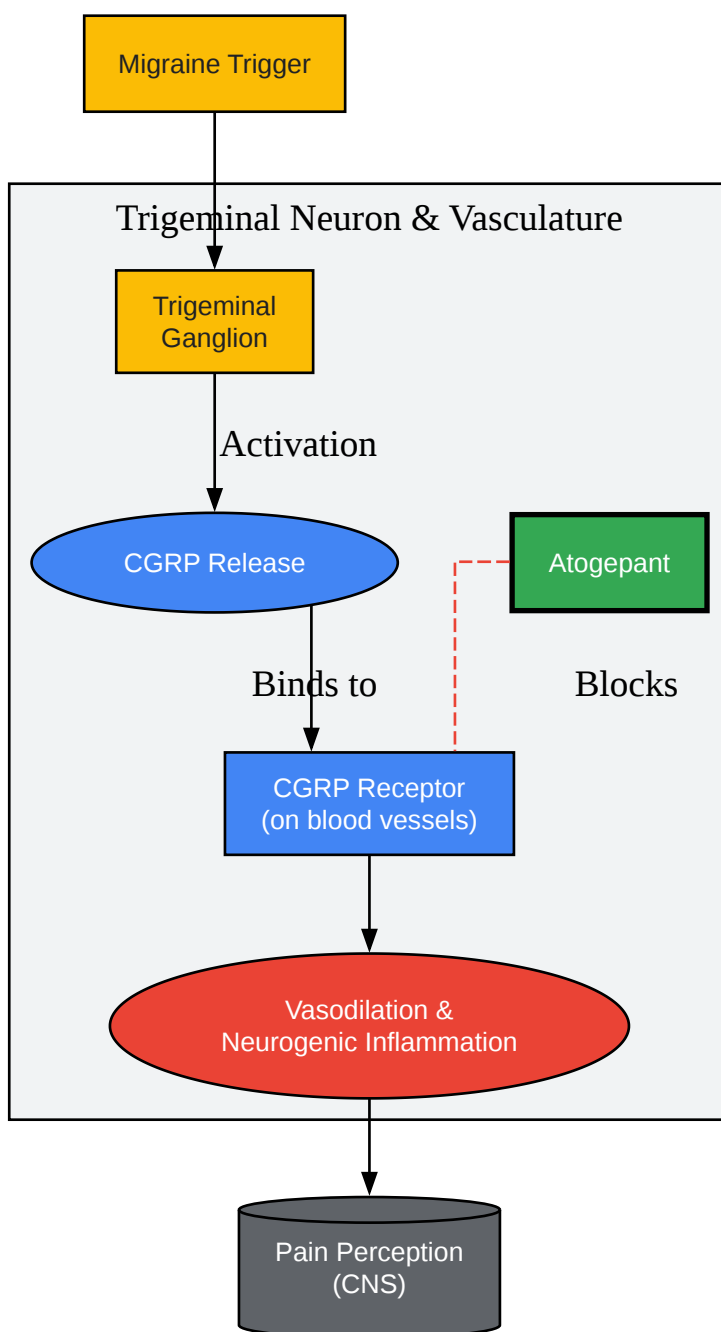 Migraine Trigger
Trigeminal Neuron & Vasculature
Trigeminal
Ganglion
Activation
CGRP Release
Atogepant
Binds to
Blocks
CGRP Receptor
(on blood vessels)
Vasodilation &
Neurogenic Inflammation
Pain Perception
(CNS)